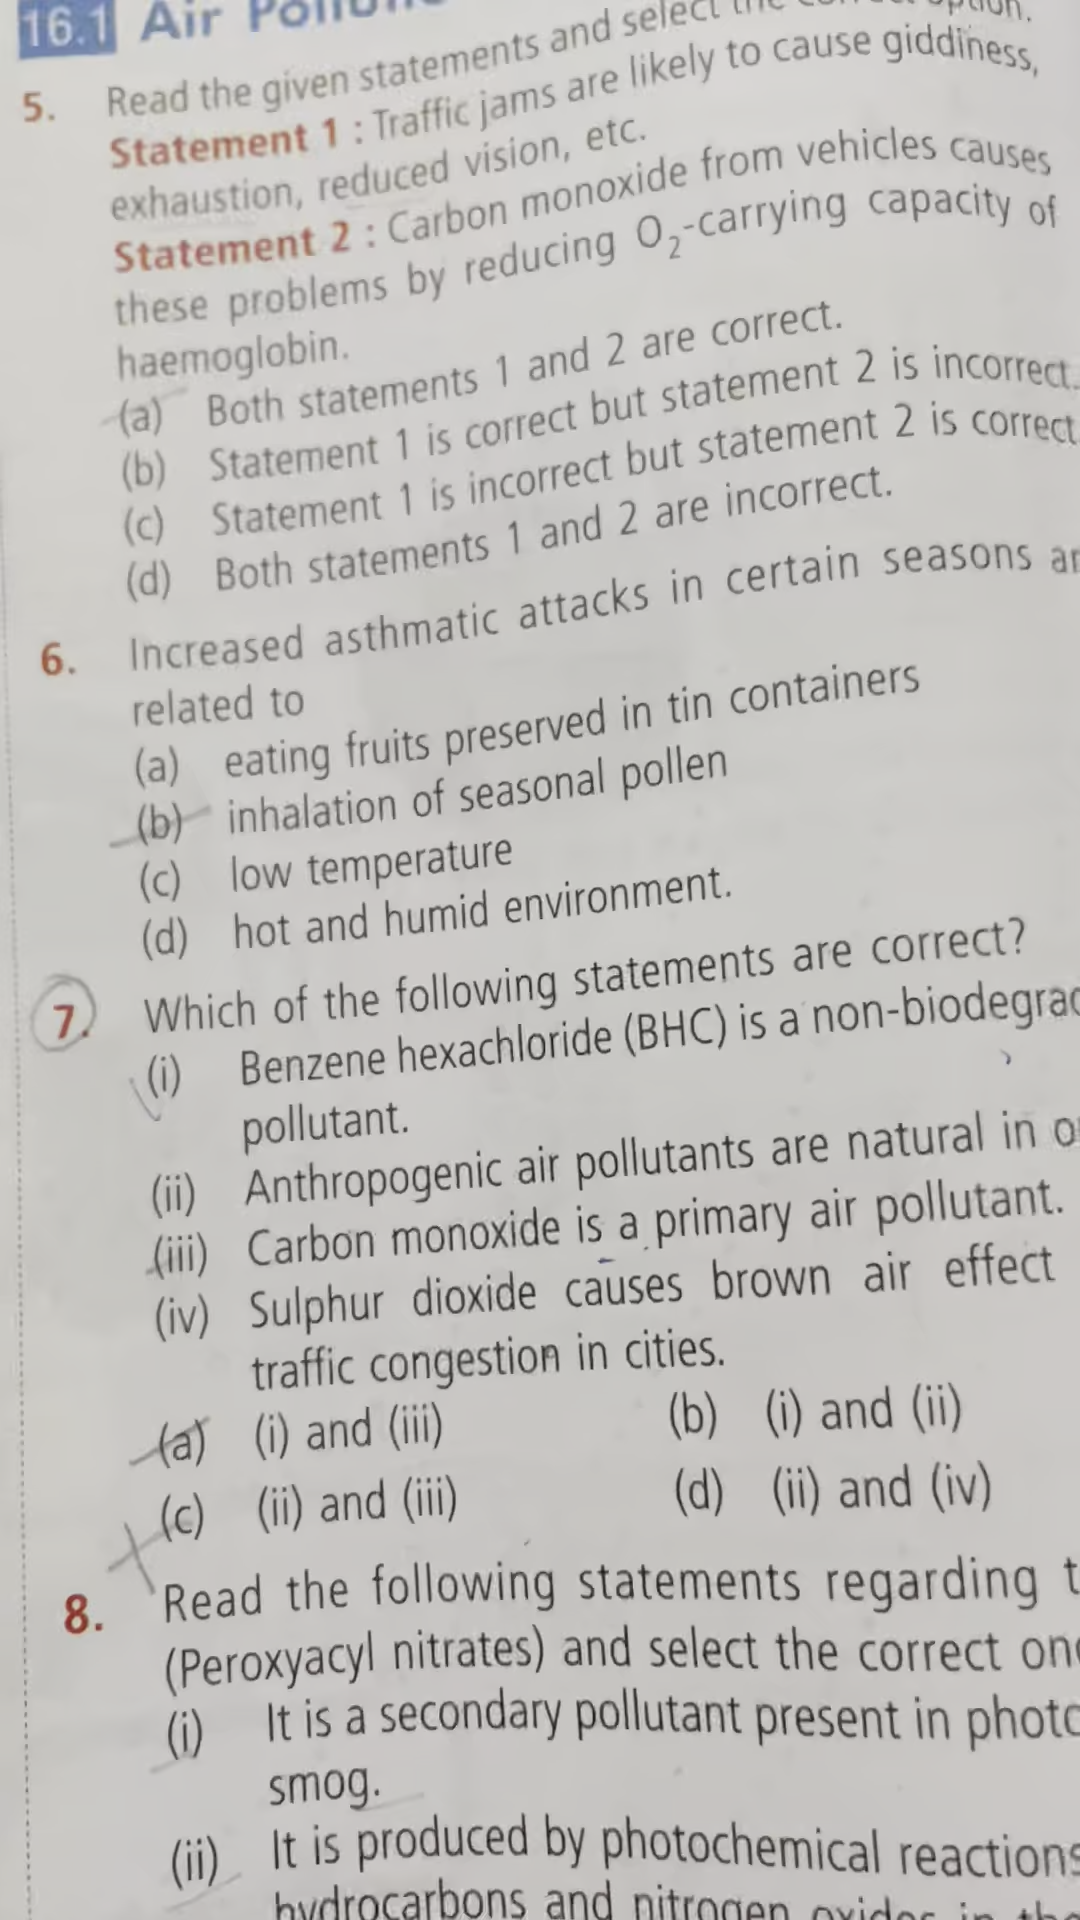 16.1 Air
5. Read the given statements and select
Statement 1 : Traffic jams are likely to cause giddiness,
exhaustion, reduced vision, etc.
Statement 2 : Carbon monoxide from vehicles causes
these problems by reducing O₂-carrying capacity of
haemoglobin.
(a) Both statements 1 and 2 are correct.
(b) Statement 1 is correct but statement 2 is incorrect.
(c) Statement 1 is incorrect but statement 2 is correct
(d) Both statements 1 and 2 are incorrect.
6. Increased asthmatic attacks in certain seasons
related to
(a) eating fruits preserved in tin containers
(b) inhalation of seasonal pollen
(c) low temperature
(d) hot and humid environment.
7. Which of the following statements are correct?
(i) Benzene hexachloride (BHC) is a
pollutant.
(ii) Anthropogenic air pollutants are natural in
(iii) Carbon monoxide is a primary air pollutant.
(iv) Sulphur dioxide causes brown air effect
traffic congestion in cities.
(a) (i) and (iii) (b) (i) and (ii)
(c) (ii) and (iii) (d) (ii) and (iv)
8. Read the following statements regarding
(Peroxyacyl nitrates) and select the correct
(i) It is a secondary pollutant present in
smog.
(ii) It is produced by photochemical reactions
hydrocarbons and nitrogen oxides in